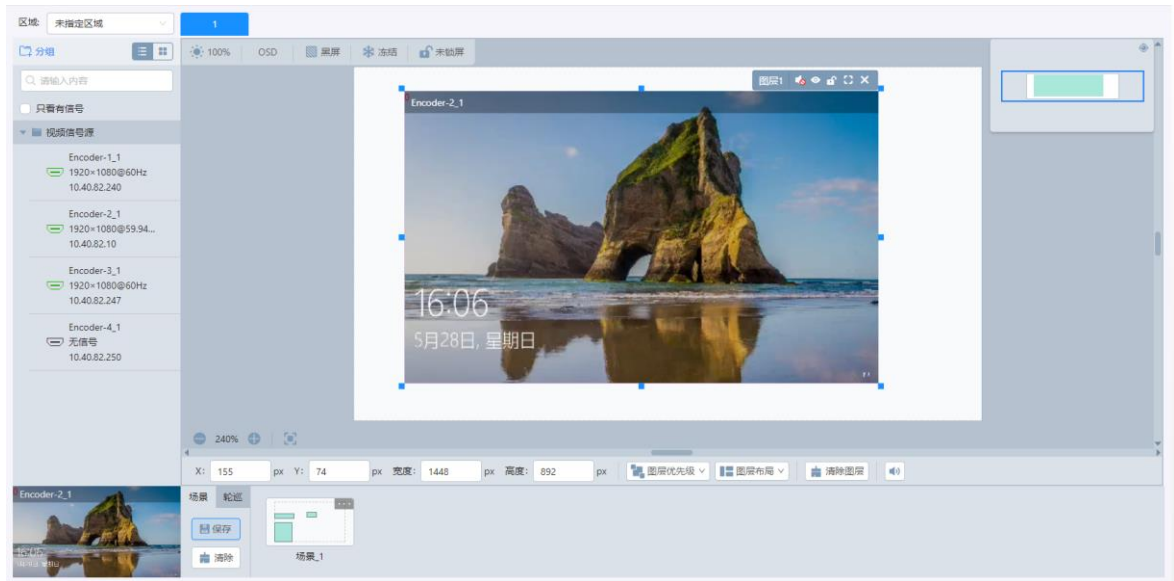 区域: 未指定区域
1
分组
100% OSD 黑屏 冻结 未锁屏
请输入内容
只看有信号
视频信号源
Encoder-1_1
1920×1080@60Hz
10.40.82.240
Encoder-2_1
1920×1080@59.94...
10.40.82.10
Encoder-3_1
1920×1080@60Hz
10.40.82.247
Encoder-4_1
无信号
10.40.82.250
图层1
Encoder-2_1
16:06
5月28日, 星期日
240%
X: 155 px Y: 74 px 宽度: 1448 px 高度: 892 px 图层优先级 图层布局 清除图层
Encoder-2_1
16:06
场景 轮巡
保存
清除
场景_1